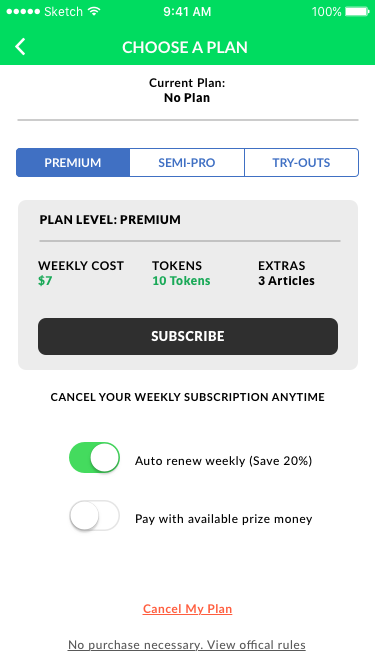 Sketch 9:41 AM 100%
CHOOSE A PLAN
Current Plan:
No Plan
PREMIUM SEMI-PRO TRY-OUTS
PLAN LEVEL: PREMIUM
WEEKLY COST TOKENS EXTRAS
$7 10 Tokens 3 Articles
SUBSCRIBE
CANCEL YOUR WEEKLY SUBSCRIPTION ANYTIME
Auto renew weekly (Save 20%)
Pay with available prize money
Cancel My Plan
No purchase necessary. View offical rules